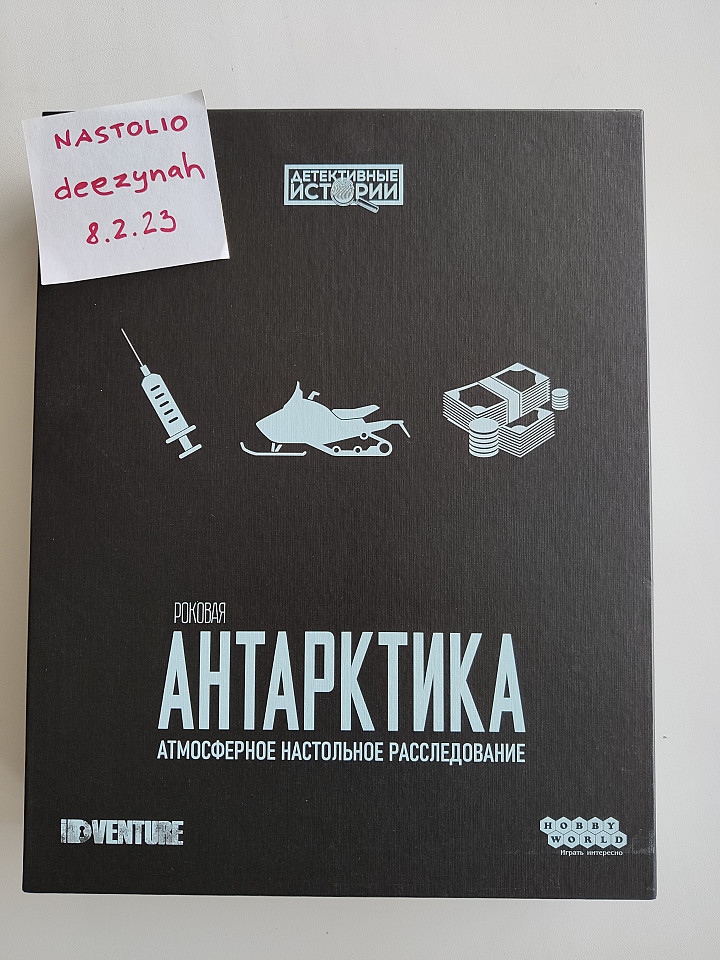 NASTOLIO
deezynah
8.2.23
ДЕТЕКТИВНЫЕ
ИСТОРИИ
РОКОВАЯ
АНТАРКТИКА
АТМОСФЕРНОЕ НАСТОЛЬНОЕ РАССЛЕДОВАНИЕ
iDVENTURE
HOBBY
WORLD
Играть интересно